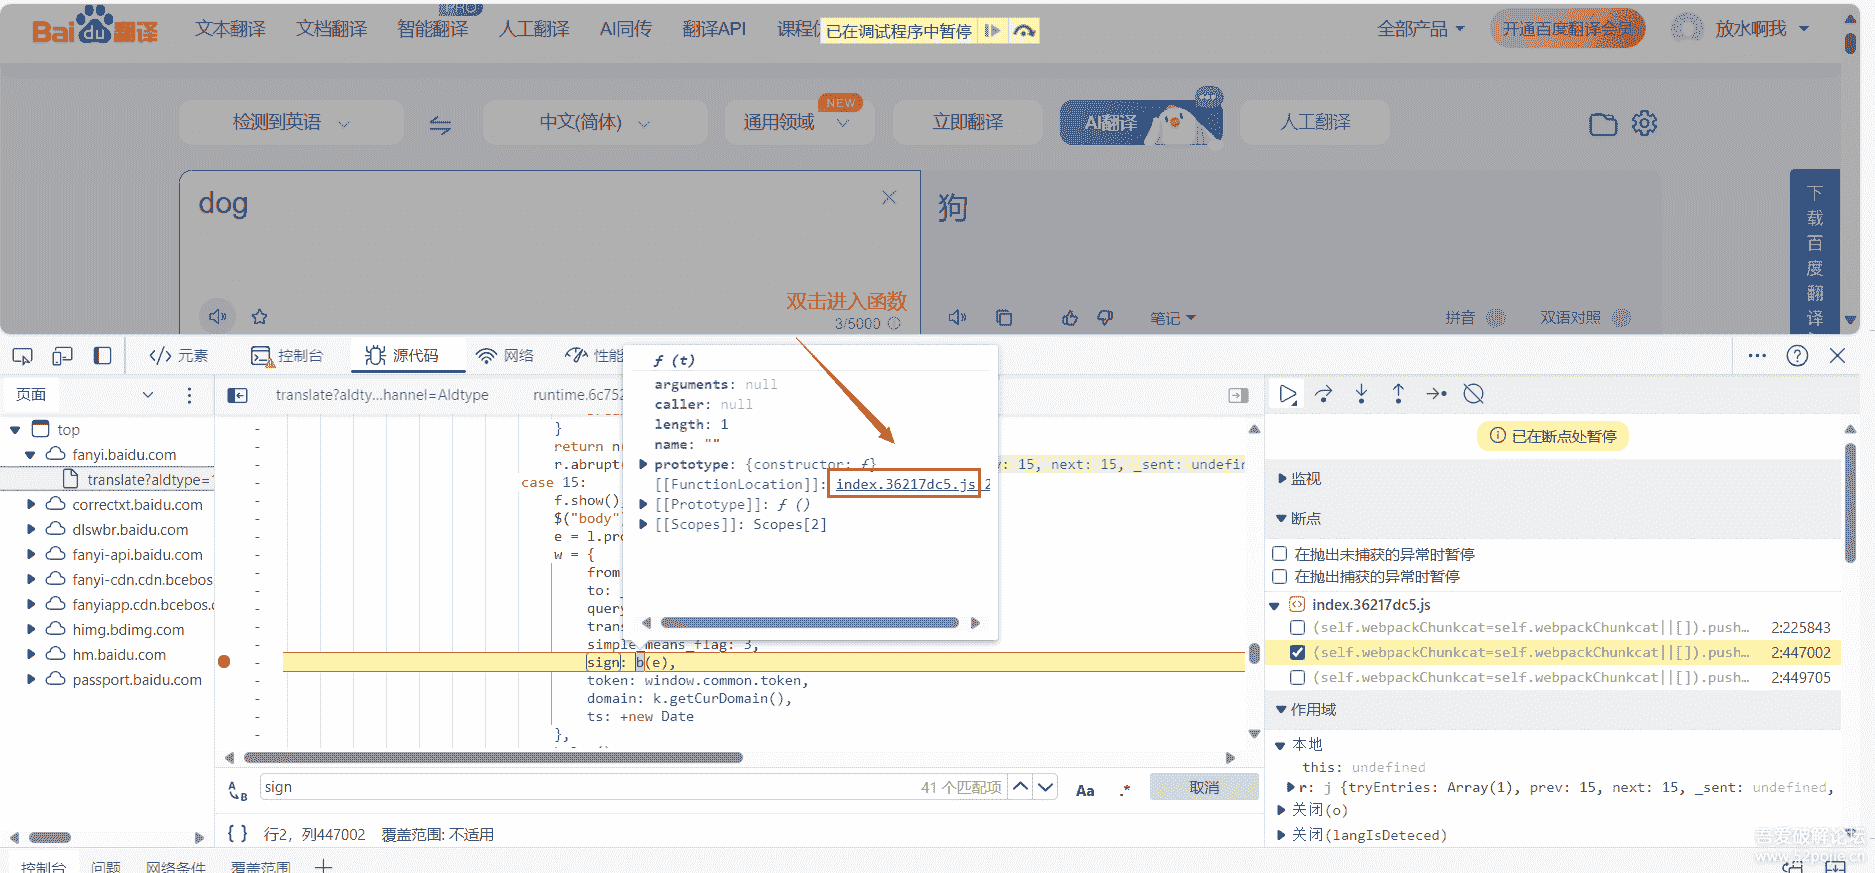 Bai du 翻译
文本翻译 文档翻译 智能翻译 PRO 人工翻译 AI同传 翻译API
已在调试程序中暂停
全部产品 开通百度翻译会员 放水啊我
检测到英语 中文(简体) 通用领域 NEW 立即翻译 AI翻译 人工翻译
dog
狗
下载百度翻译
双击进入函数
3/5000
笔记 拼音 双语对照
元素 控制台 源代码 网络 性能
页面
translate?aldty...hannel=Aldtype runtime.6c752
top
fanyi.baidu.com
translate?aldtype=
correctxt.baidu.com
dlswbr.baidu.com
fanyi-api.baidu.com
fanyi-cdn.cdn.bcebos
fanyiapp.cdn.bcebos.c
himg.bdimg.com
hm.baidu.com
passport.baidu.com
}
return n(
r.abrupt( : 15, next: 15, _sent: undefin
case 15:
f.show()
$("body"
e = l.pro
w = {
from
to: _
query
trans
simple_means_flag: 3,
sign: b(e),
token: window.common.token,
domain: k.getCurDomain(),
ts: +new Date
},
ƒ (t)
arguments: null
caller: null
length: 1
name: ""
prototype: {constructor: ƒ}
[[FunctionLocation]]: index.36217dc5.js:2
[[Prototype]]: ƒ ()
[[Scopes]]: Scopes[2]
sign 41 个匹配项 Aa .* 取消
{ } 行2，列447002 覆盖范围: 不适用
控制台 问题 网络条件 覆盖范围
已在断点处暂停
监视
断点
在抛出未捕获的异常时暂停
在抛出捕获的异常时暂停
index.36217dc5.js
(self.webpackChunkcat=self.webpackChunkcat||[]).push... 2:225843
(self.webpackChunkcat=self.webpackChunkcat||[]).push... 2:447002
(self.webpackChunkcat=self.webpackChunkcat||[]).push... 2:449705
作用域
本地
this: undefined
r: j {tryEntries: Array(1), prev: 15, next: 15, _sent: undefined,
关闭(o)
关闭(langIsDeteced)
吾爱破解论坛
www.52pojie.cn